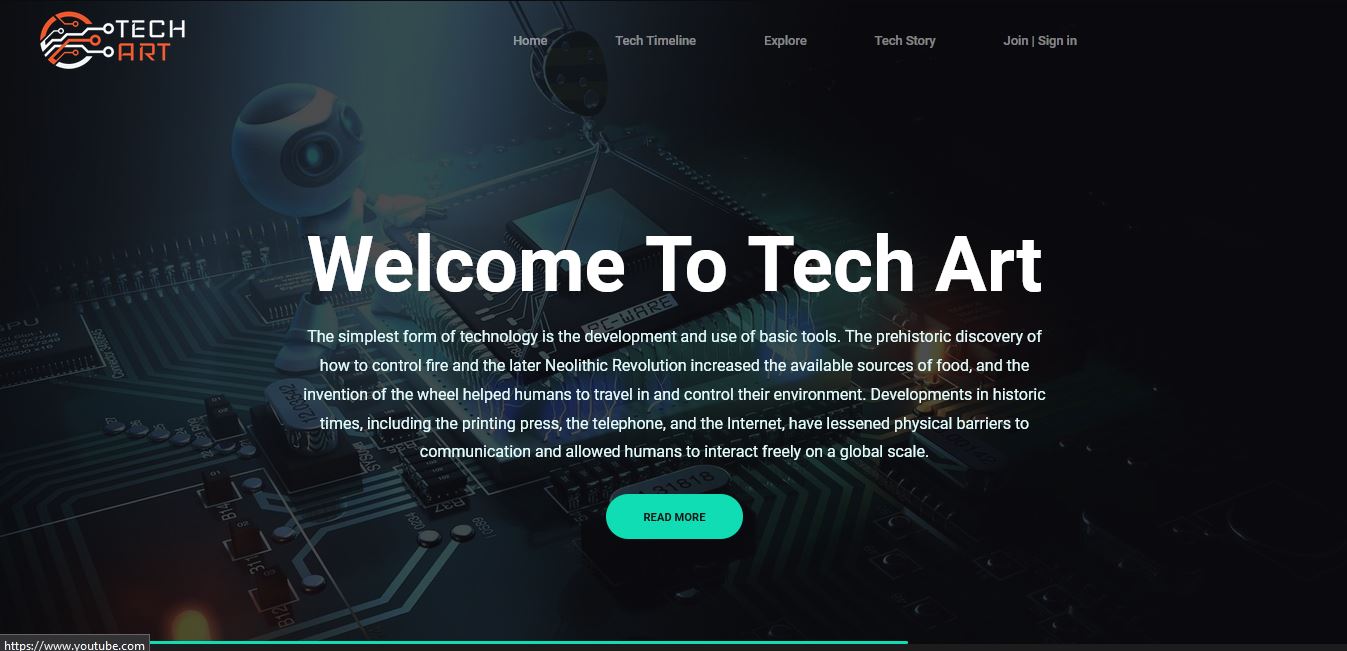 TECH
ART
Home
Tech Timeline
Explore
Tech Story
Join | Sign in
Welcome To Tech Art
The simplest form of technology is the development and use of basic tools. The prehistoric discovery of
how to control fire and the later Neolithic Revolution increased the available sources of food, and the
invention of the wheel helped humans to travel in and control their environment. Developments in historic
times, including the printing press, the telephone, and the Internet, have lessened physical barriers to
communication and allowed humans to interact freely on a global scale.
READ MORE
PC-WARE
https://www.youtube.com